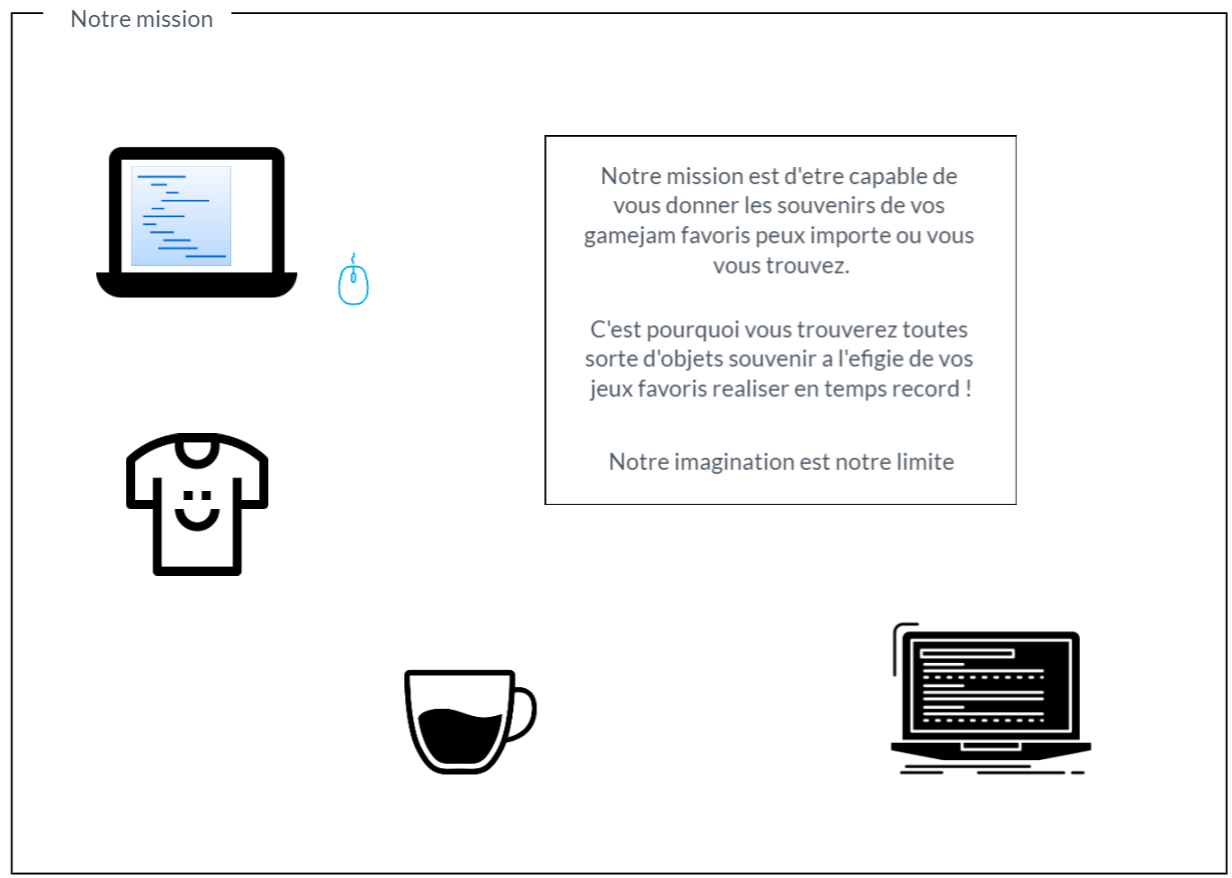 Notre mission
Notre mission est d'etre capable de
vous donner les souvenirs de vos
gamejam favoris peux importe ou vous
vous trouvez.
C'est pourquoi vous trouverez toutes
sorte d'objets souvenir a l'efigie de vos
jeux favoris realiser en temps record !
Notre imagination est notre limite